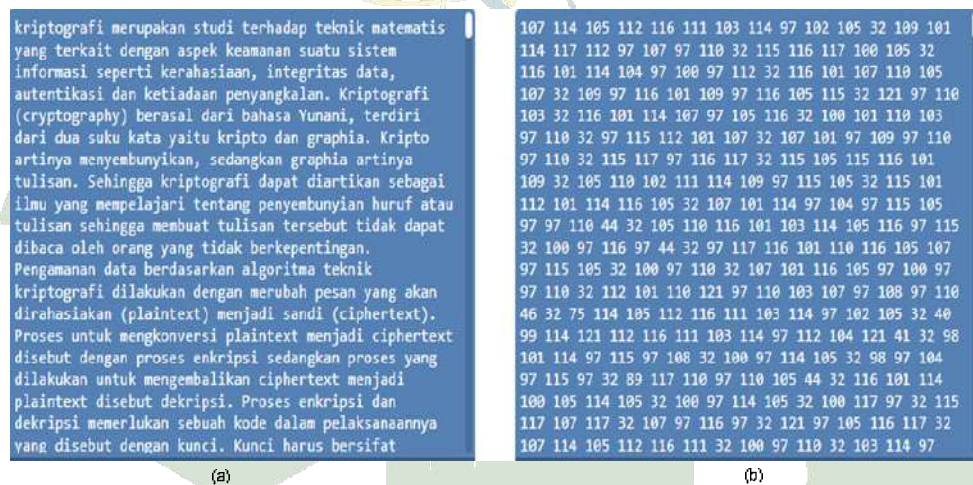 kriptografi merupakan studi terhadap teknik matematis
yang terkait dengan aspek keamanan suatu sistem
informasi seperti kerahasiaan, integritas data,
autentikasi dan ketiadaan penyangkalan. Kriptografi
(cryptography) berasal dari bahasa Yunani, terdiri
dari dua suku kata yaitu kripto dan graphia. Kripto
artinya menyembunyikan, sedangkan graphia artinya
tulisan. Sehingga kriptografi dapat diartikan sebagai
ilmu yang mempelajari tentang penyembunyian huruf atau
tulisan sehingga membuat tulisan tersebut tidak dapat
dibaca oleh orang yang tidak berkepentingan.
Pengamanan data berdasarkan algoritma teknik
kriptografi dilakukan dengan merubah pesan yang akan
dirahasiakan (plaintext) menjadi sandi (ciphertext).
Proses untuk mengkonversi plaintext menjadi ciphertext
disebut dengan proses enkripsi sedangkan proses yang
dilakukan untuk mengembalikan ciphertext menjadi
plaintext disebut dekripsi. Proses enkripsi dan
dekripsi memerlukan sebuah kode dalam pelaksanaannya
yang disebut dengan kunci. Kunci harus bersifat
(a)
107 114 105 112 116 111 103 114 97 102 105 32 109 101
114 117 112 97 107 97 110 32 115 116 117 100 105 32
116 101 114 104 97 100 97 112 32 116 101 107 110 105
107 32 109 97 116 101 109 97 116 105 115 32 121 97 110
103 32 116 101 114 107 97 105 116 32 100 101 110 103
97 110 32 97 115 112 101 107 32 107 101 97 109 97 110
97 110 32 115 117 97 116 117 32 115 105 115 116 101
109 32 105 110 102 111 114 109 97 115 105 32 115 101
112 101 114 116 105 32 107 101 114 97 104 97 115 105
97 97 110 44 32 105 110 116 101 103 114 105 116 97 115
32 100 97 116 97 44 32 97 117 116 101 110 116 105 107
97 115 105 32 100 97 110 32 107 101 116 105 97 100 97
97 110 32 112 101 110 121 97 110 103 107 97 108 97 110
46 32 75 114 105 112 116 111 103 114 97 102 105 32 40
99 114 121 112 116 111 103 114 97 112 104 121 41 32 98
101 114 97 115 97 108 32 100 97 114 105 32 98 97 104
97 115 97 32 89 117 110 97 110 105 44 32 116 101 114
100 105 114 105 32 100 97 114 105 32 100 117 97 32 115
117 107 117 32 107 97 116 97 32 121 97 105 116 117 32
107 114 105 112 116 111 32 100 97 110 32 103 114 97
(b)